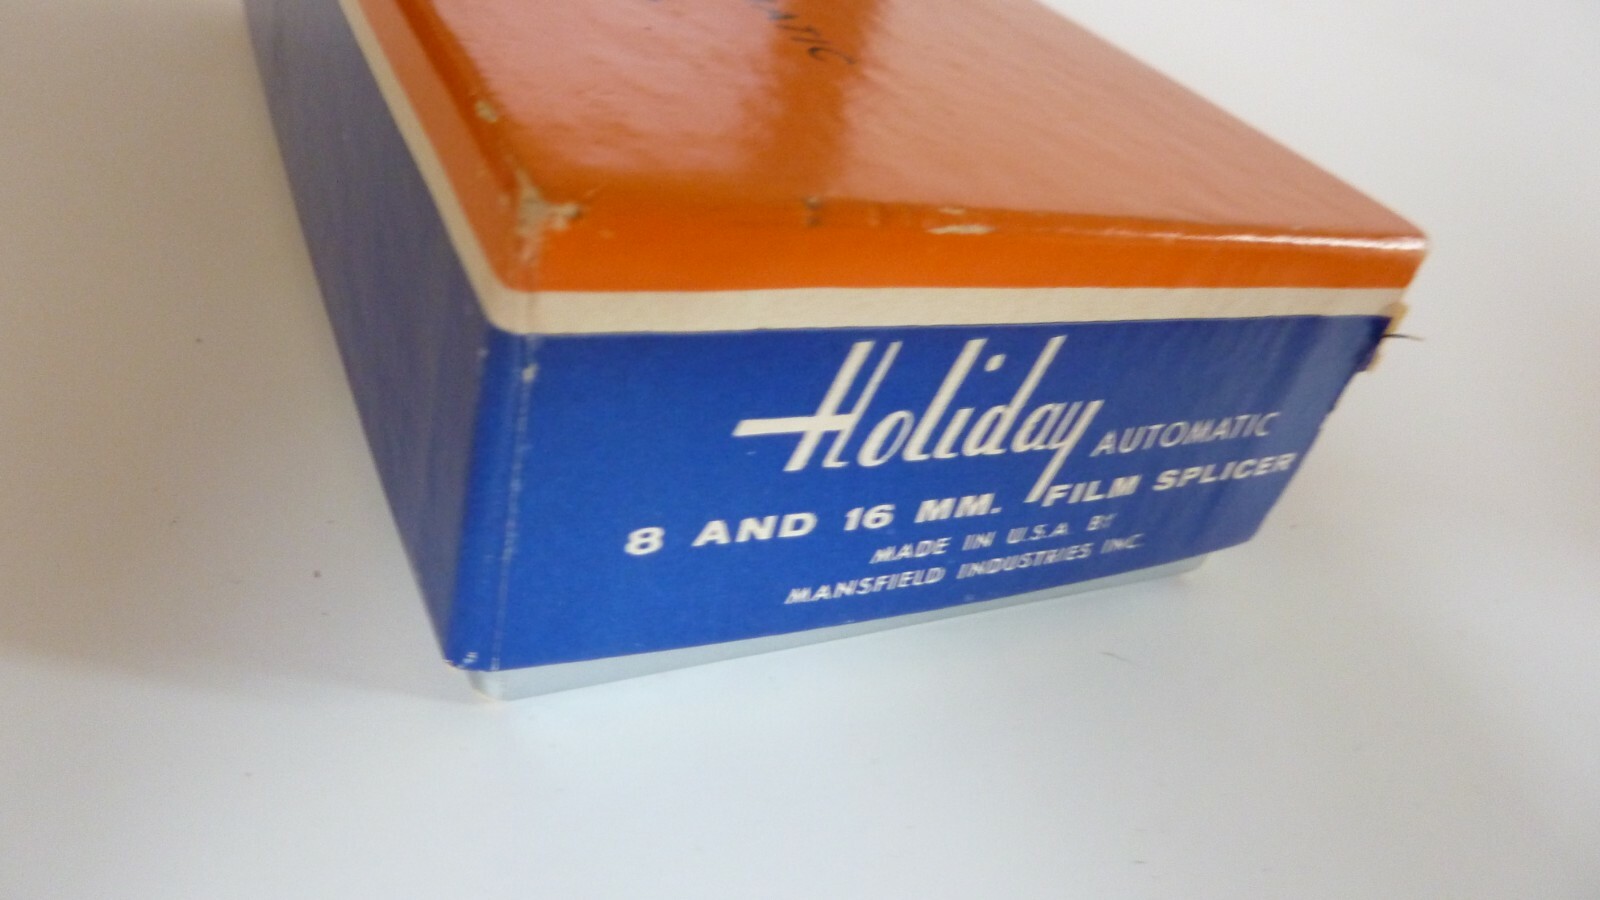 Holiday AUTOMATIC
8 AND 16 MM. FILM SPLICER
MADE IN U.S.A. BY
MANSFIELD INDUSTRIES INC.